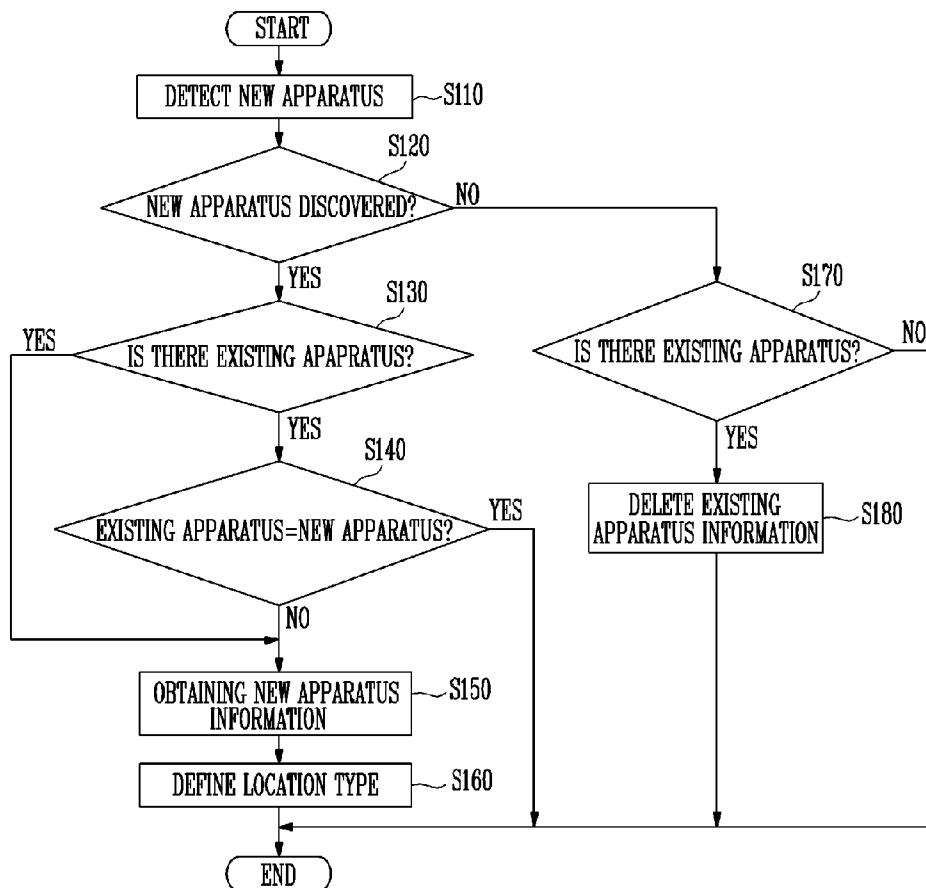 START
DETECT NEW APPARATUS
S110
S120
NEW APPARATUS DISCOVERED?
NO
YES
S130
S170
YES
IS THERE EXISTING APAPRATUS?
IS THERE EXISTING APPARATUS?
NO
YES
YES
S140
EXISTING APPARATUS=NEW APPARATUS?
YES
DELETE EXISTING
APPARATUS INFORMATION
S180
NO
OBTAINING NEW APPARATUS
INFORMATION
S150
DEFINE LOCATION TYPE
S160
END